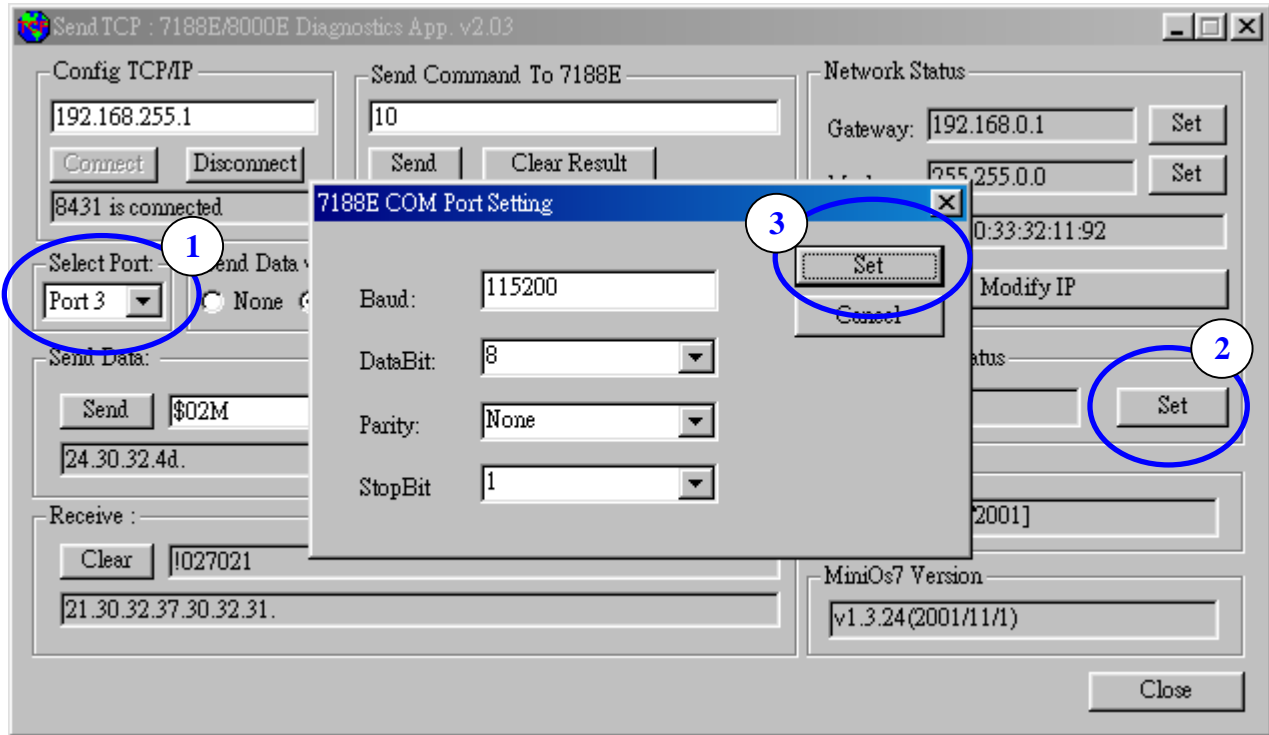 SendTCP : 7188E/8000E Diagnostics App. v2.03
Config TCP/IP
192.168.255.1
Connect
Disconnect
8431 is connected
Send Command To 7188E
10
Send
Clear Result
Network Status
Gateway:
192.168.0.1
Set
255.255.0.0
Set
0:33:32:11:92
Modify IP
1
Select Port:
Port 3
end Data
None
7188E COM Port Setting
3
Baud:
115200
Set
Cancel
DataBit:
8
Parity:
None
StopBit
1
2
atus
Set
Send Data:
Send
$02M
24.30.32.4d.
2001]
Receive :
Clear
!027021
21.30.32.37.30.32.31.
MiniOs7 Version
v1.3.24(2001/11/1)
Close